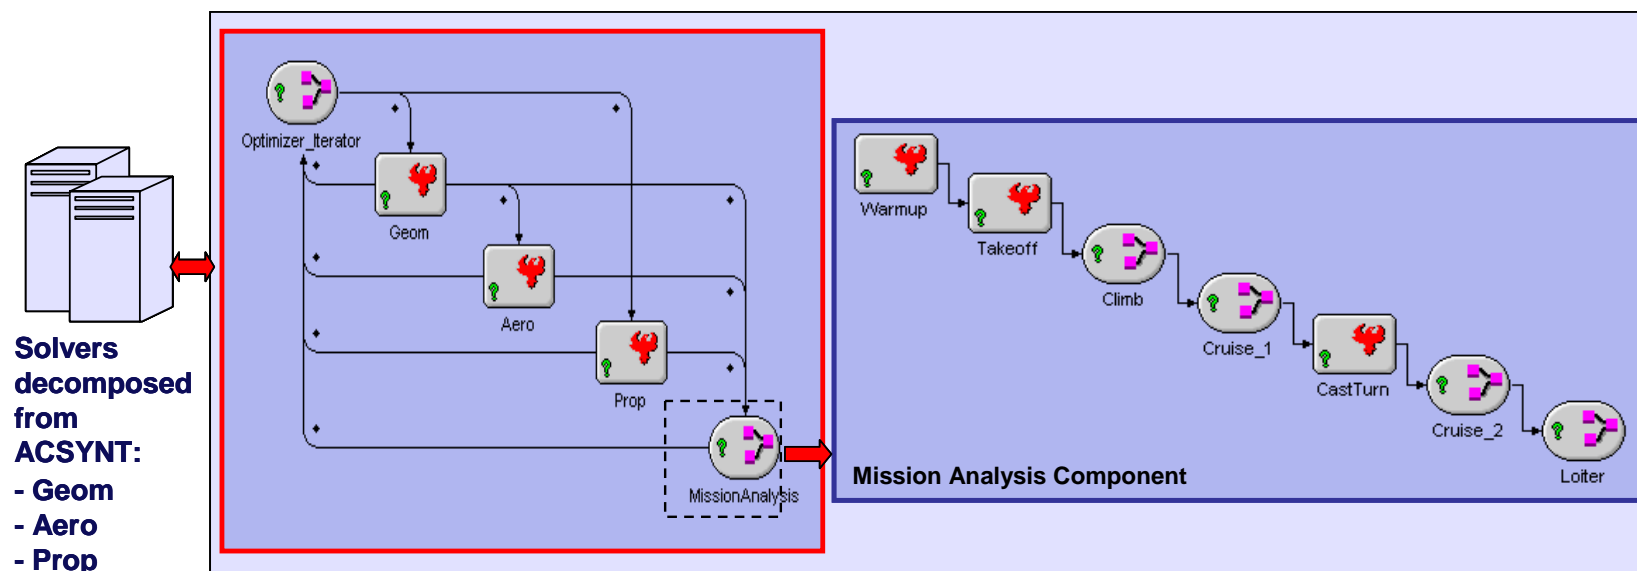 Optimizer_Iterator
Geom
Aero
Prop
MissionAnalysis
Solvers
decomposed
from
ACSYNT:
- Geom
- Aero
- Prop
Warmup
Takeoff
Climb
Cruise_1
CastTurn
Cruise_2
Loiter
Mission Analysis Component